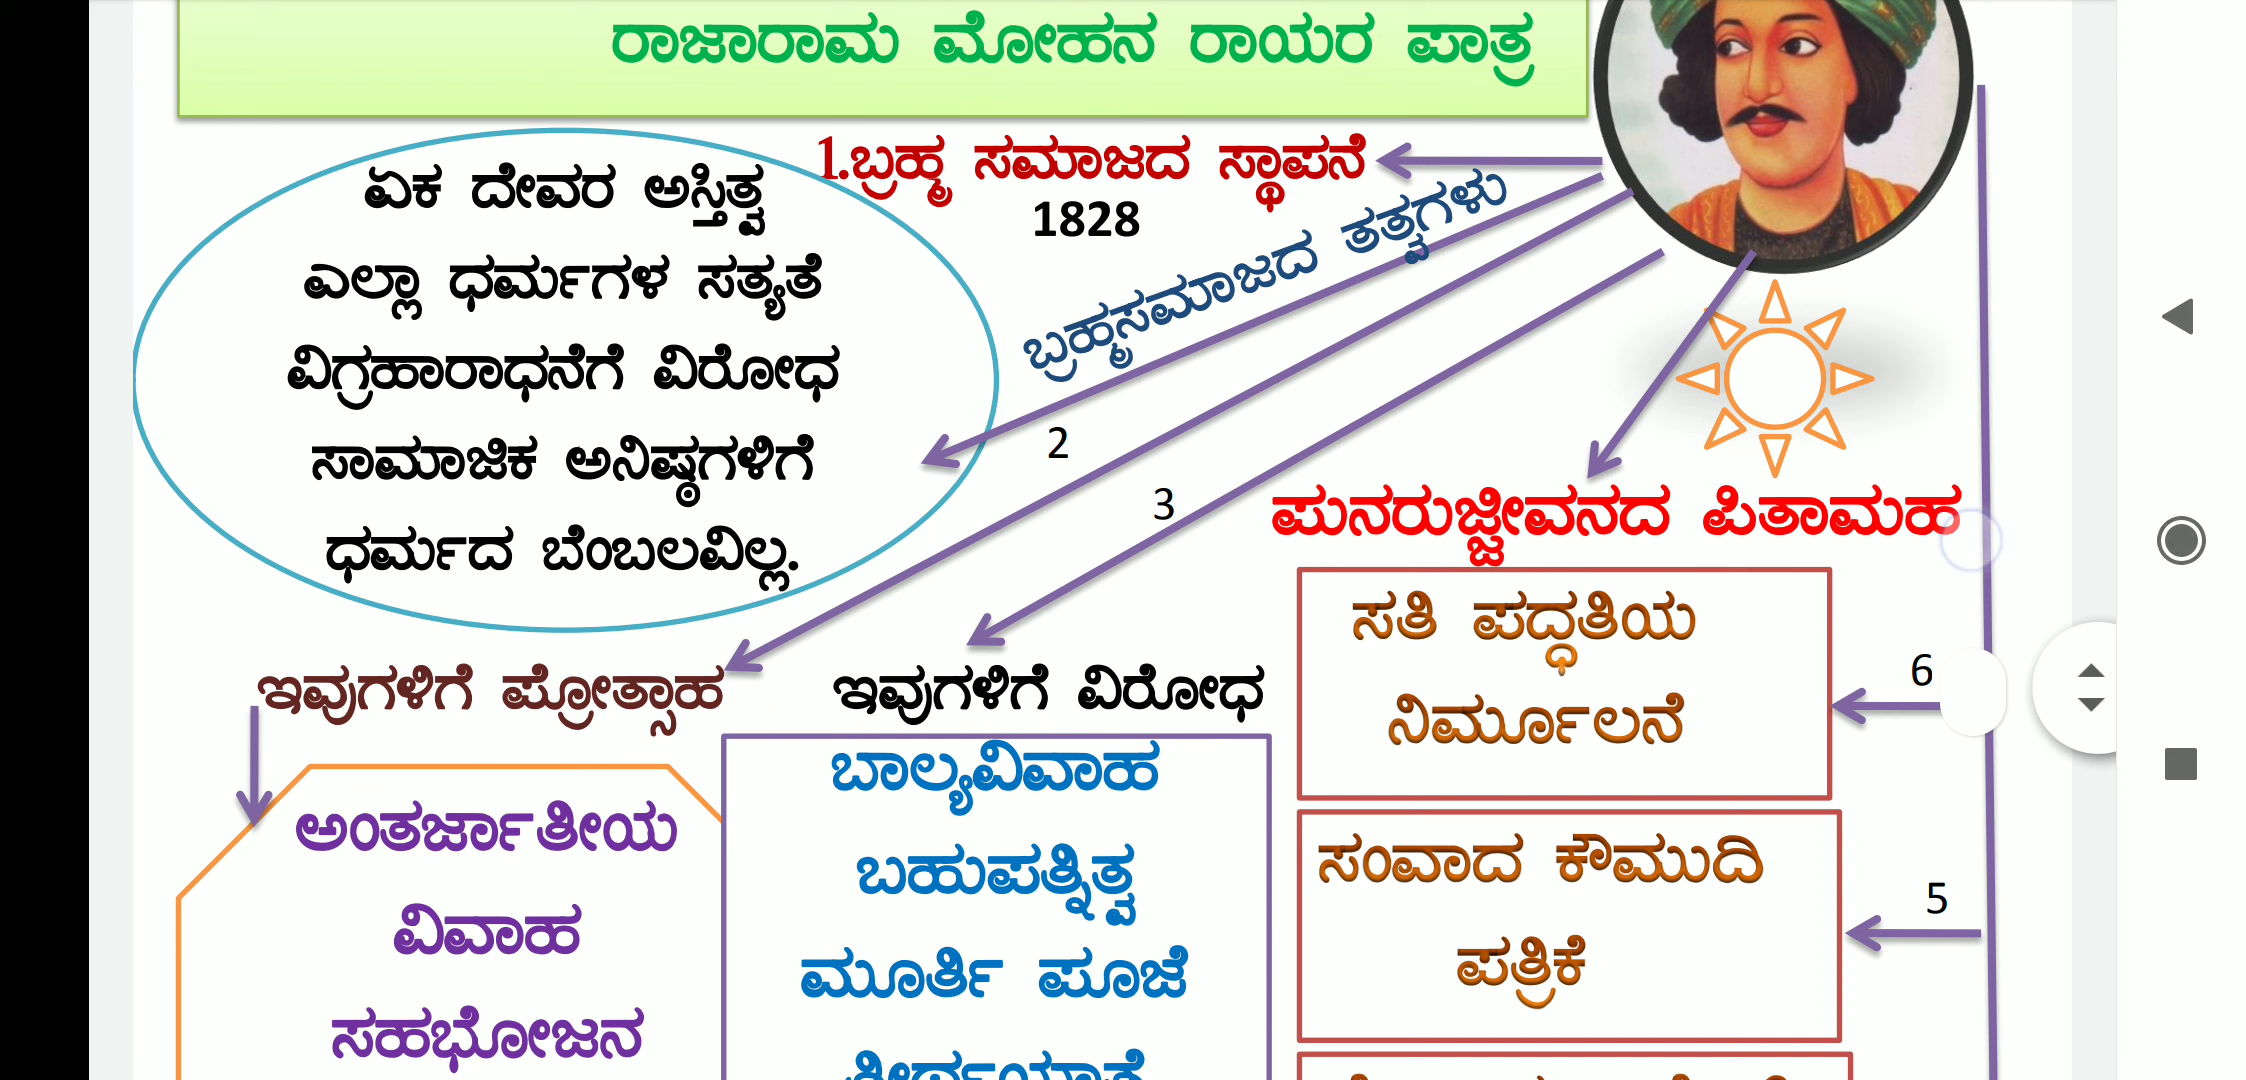 ರಾಜಾರಾಮ ಮೋಹನ ರಾಯರ ಪಾತ್ರ
1.ಬ್ರಹ್ಮ ಸಮಾಜದ ಸ್ಥಾಪನೆ
1828
ಬ್ರಹ್ಮಸಮಾಜದ ತತ್ವಗಳು
ಏಕ ದೇವರ ಅಸ್ತಿತ್ವ
ಎಲ್ಲಾ ಧರ್ಮಗಳ ಸತ್ಯತೆ
ವಿಗ್ರಹಾರಾಧನೆಗೆ ವಿರೋಧ
ಸಾಮಾಜಿಕ ಅನಿಷ್ಠಗಳಿಗೆ
ಧರ್ಮದ ಬೆಂಬಲವಿಲ್ಲ.
2
3
ಪುನರುಜ್ಜೀವನದ ಪಿತಾಮಹ
ಇವುಗಳಿಗೆ ಪ್ರೋತ್ಸಾಹ
ಅಂತರ್ಜಾತೀಯ
ವಿವಾಹ
ಸಹಭೋಜನ
ಇವುಗಳಿಗೆ ವಿರೋಧ
ಬಾಲ್ಯವಿವಾಹ
ಬಹುಪತ್ನಿತ್ವ
ಮೂರ್ತಿ ಪೂಜೆ
ಸತಿ ಪದ್ಧತಿಯ
ನಿರ್ಮೂಲನೆ
6
ಸಂವಾದ ಕೌಮುದಿ
ಪತ್ರಿಕೆ
5